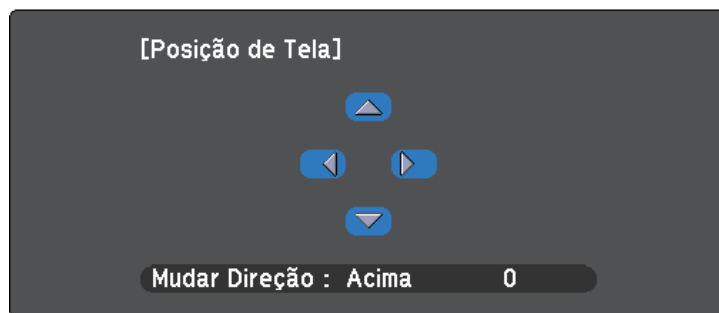 [Posição de Tela]
Mudar Direção : Acima 0